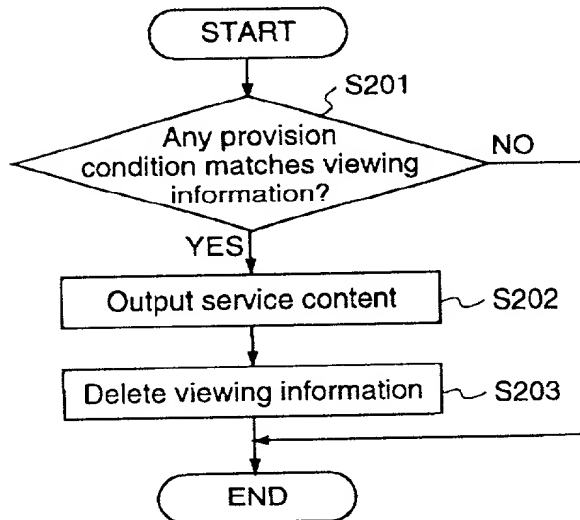 START
S201
Any provision
condition matches viewing
information?
NO
YES
Output service content
S202
Delete viewing information
S203
END